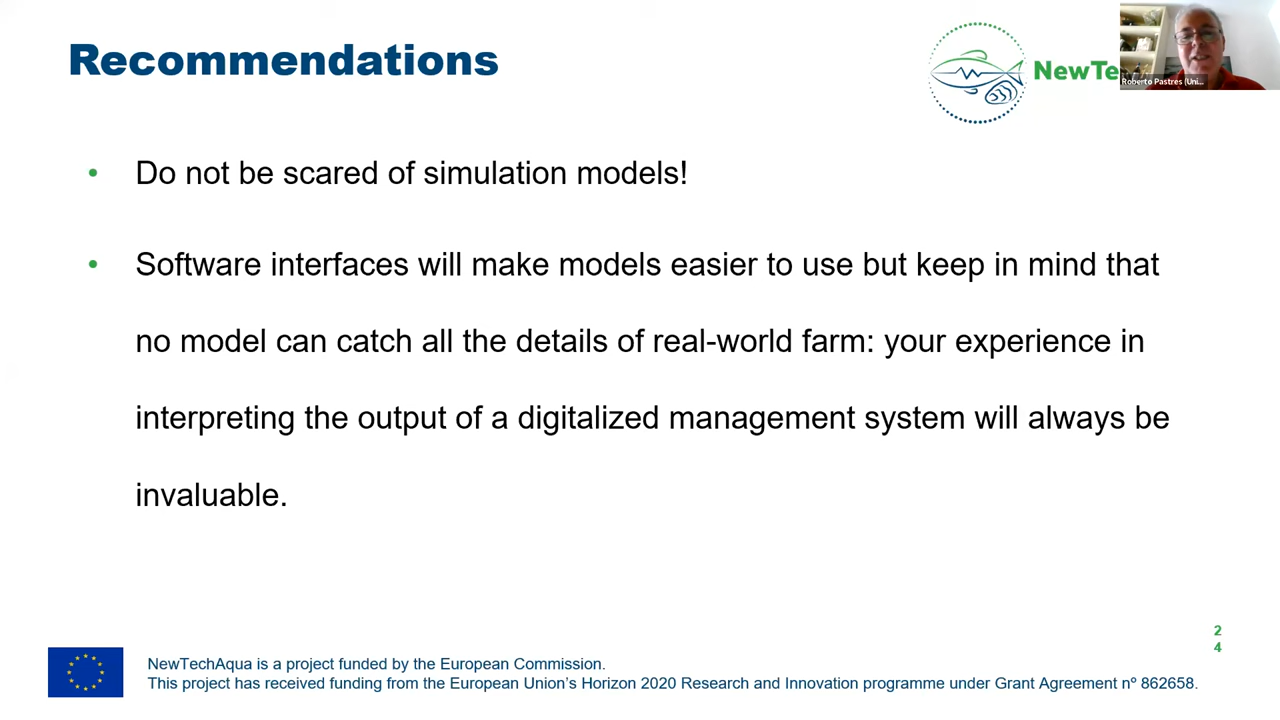 Recommendations
NewTe
Roberto Pastres (Uni...
• Do not be scared of simulation models!
• Software interfaces will make models easier to use but keep in mind that
no model can catch all the details of real-world farm: your experience in
interpreting the output of a digitalized management system will always be
invaluable.
2
4
NewTechAqua is a project funded by the European Commission.
This project has received funding from the European Union’s Horizon 2020 Research and Innovation programme under Grant Agreement nº 862658.